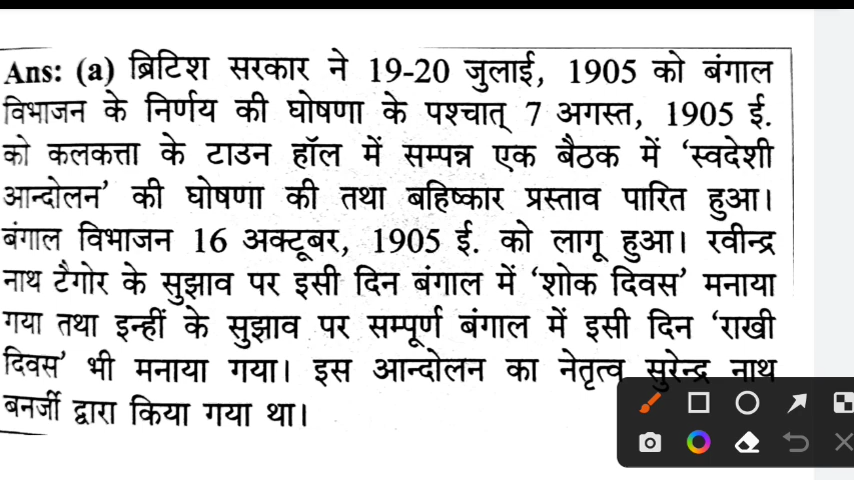 Ans: (a) ब्रिटिश सरकार ने 19-20 जुलाई, 1905 को बंगाल
विभाजन के निर्णय की घोषणा के पश्चात् 7 अगस्त, 1905 ई.
को कलकत्ता के टाउन हॉल में सम्पन्न एक बैठक में ‘स्वदेशी
आन्दोलन’ की घोषणा की तथा बहिष्कार प्रस्ताव पारित हुआ।
बंगाल विभाजन 16 अक्टूबर, 1905 ई. को लागू हुआ। रवीन्द्र
नाथ टैगोर के सुझाव पर इसी दिन बंगाल में ‘शोक दिवस’ मनाया
गया तथा इन्हीं के सुझाव पर सम्पूर्ण बंगाल में इसी दिन ‘राखी
दिवस’ भी मनाया गया। इस आन्दोलन का नेतृत्व सुरेन्द्र नाथ
बनर्जी द्वारा किया गया था।